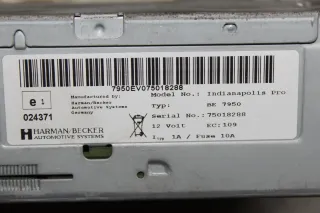 7950EV075018288
e1
024371
Manufactured by:
Harman/Becker
Automotive Systems
Germany
Model No.: Indianapolis Pro
Typ: BE 7950
Serial No.: 75018288
12 Volt EC:109
1A / Fuse 10A
HARMAN/BECKER
AUTOMOTIVE SYSTEMS